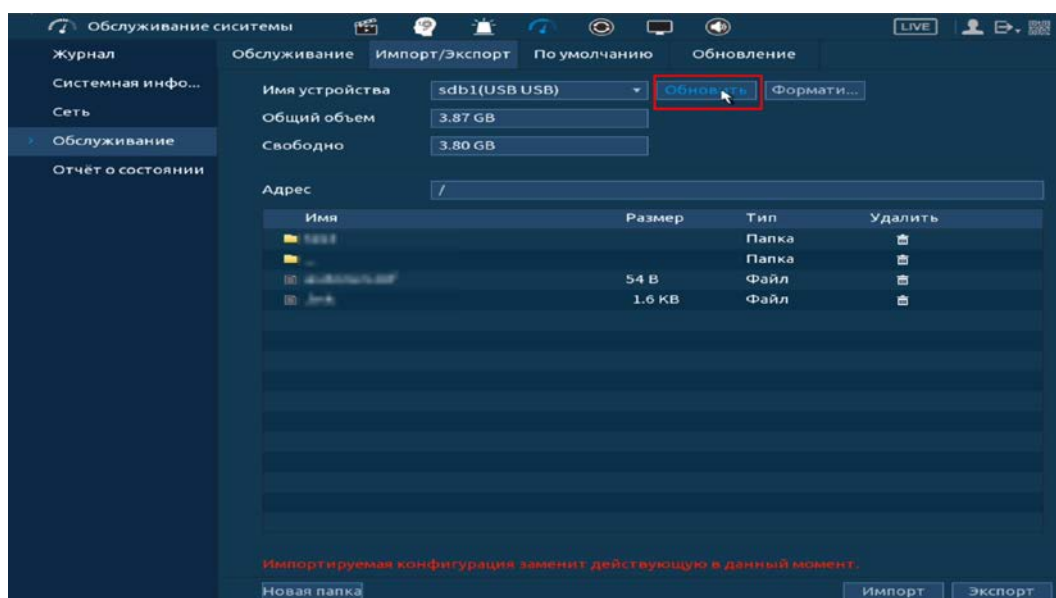 Обслуживание сиситемы LIVE
Журнал Обслуживание Импорт/Экспорт По умолчанию Обновление
Системная инфо... Имя устройства sdb1(USB USB) Обновить Формати...
Сеть Общий объем 3.87 GB
Обслуживание Свободно 3.80 GB
Отчёт о состоянии
Адрес /
Имя Размер Тип Удалить
Папка
Папка
54 B Файл
1.6 KB Файл
Импортируемая конфигурация заменит действующую в данный момент.
Новая папка Импорт Экспорт